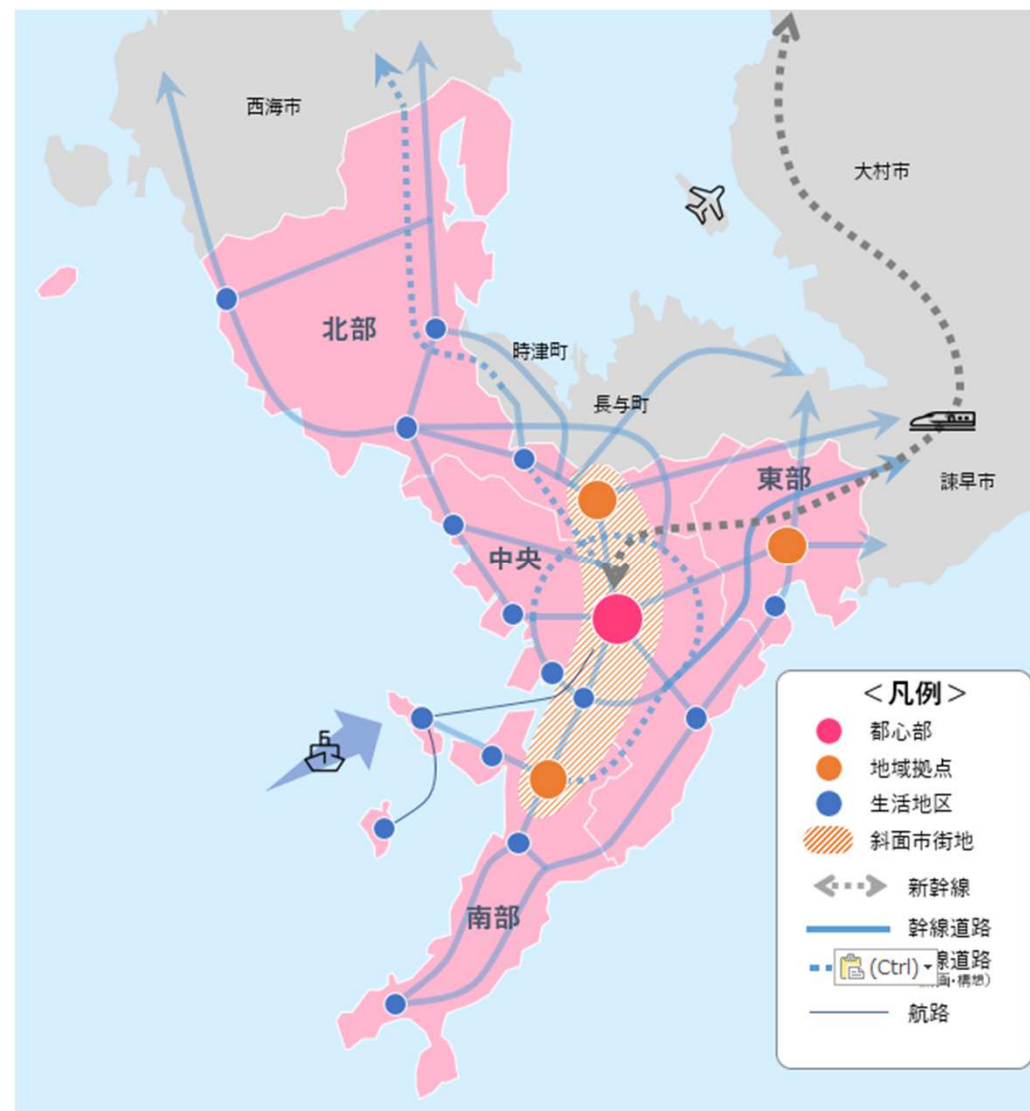 西海市
大村市
北部
時津町
長与町
東部
諫早市
中央
南部
<凡例>
都心部
地域拠点
生活地区
斜面市街地
新幹線
幹線道路
線道路
(Ctrl)
・構想)
航路